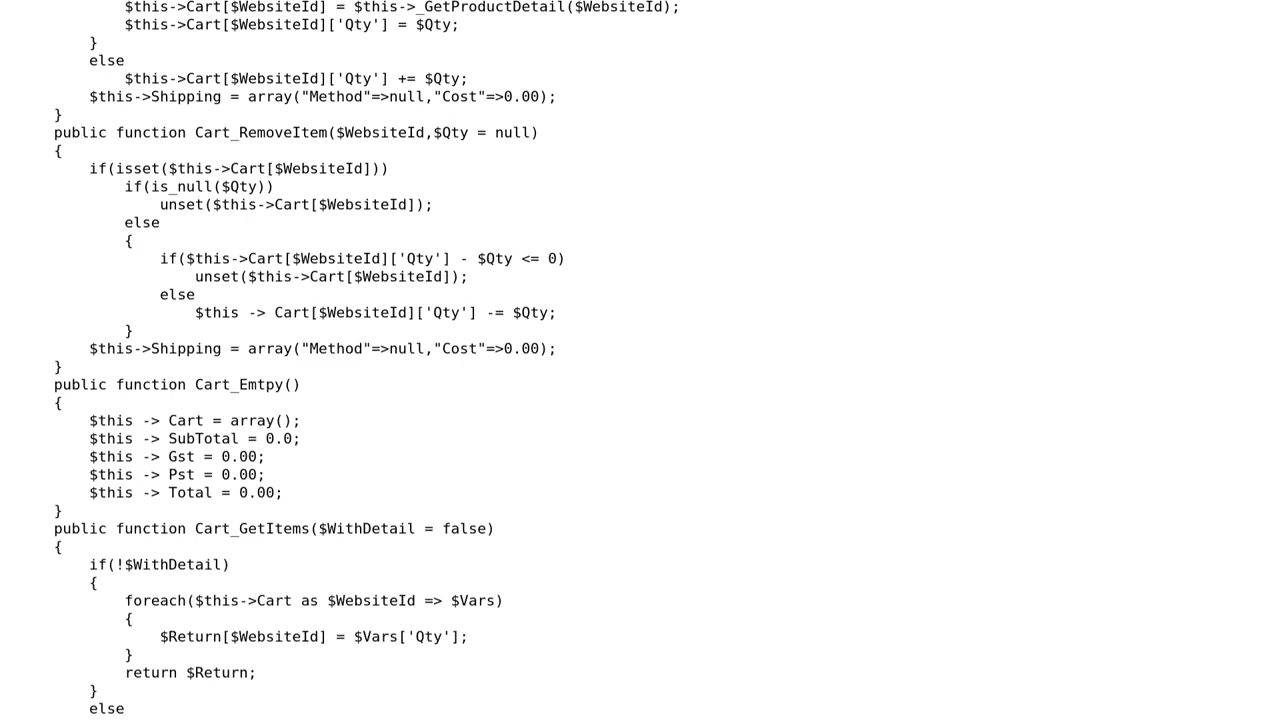 $this->Cart[$WebsiteId] = $this->_GetProductDetail($WebsiteId);
$this->Cart[$WebsiteId]['Qty'] = $Qty;
}
else
$this->Cart[$WebsiteId]['Qty'] += $Qty;
$this->Shipping = array("Method"=>null,"Cost"=>0.00);
}
public function Cart_RemoveItem($WebsiteId,$Qty = null)
{
if(isset($this->Cart[$WebsiteId]))
if(is_null($Qty))
unset($this->Cart[$WebsiteId]);
else
{
if($this->Cart[$WebsiteId]['Qty'] - $Qty <= 0)
unset($this->Cart[$WebsiteId]);
else
$this -> Cart[$WebsiteId]['Qty'] -= $Qty;
}
$this->Shipping = array("Method"=>null,"Cost"=>0.00);
}
public function Cart_Emtpy()
{
$this -> Cart = array();
$this -> SubTotal = 0.0;
$this -> Gst = 0.00;
$this -> Pst = 0.00;
$this -> Total = 0.00;
}
public function Cart_GetItems($WithDetail = false)
{
if(!$WithDetail)
{
foreach($this->Cart as $WebsiteId => $Vars)
{
$Return[$WebsiteId] = $Vars['Qty'];
}
return $Return;
}
else